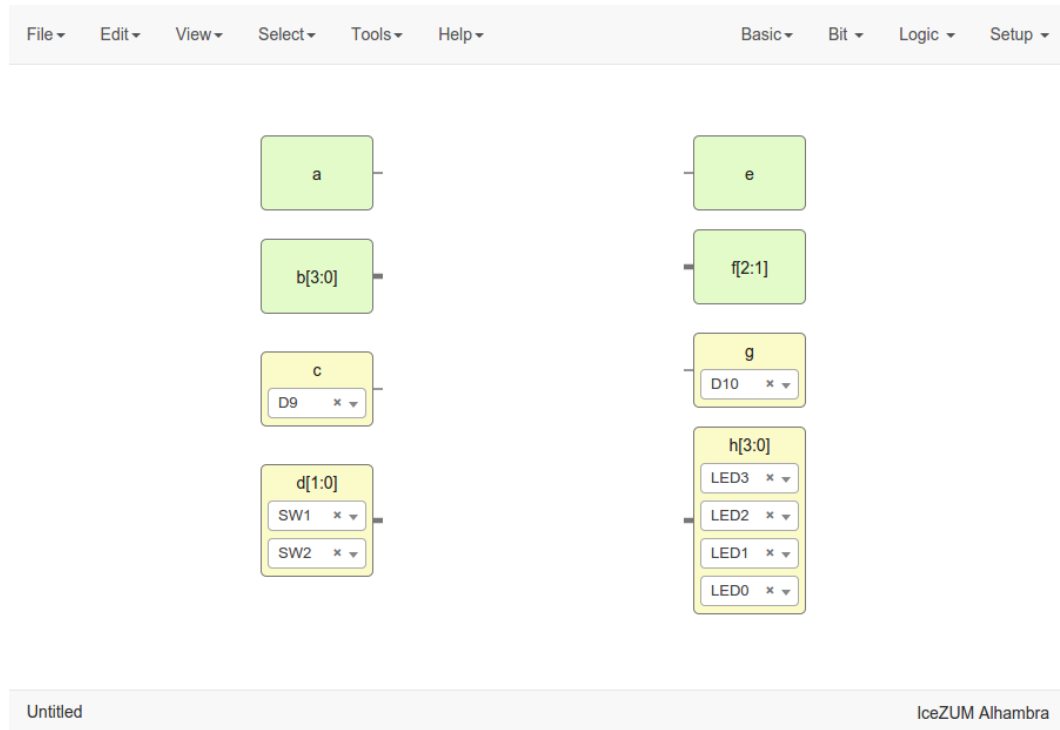 File Edit View Select Tools Help Basic Bit Logic Setup
a
e
b[3:0]
f[2:1]
c
D9 ×
g
D10 ×
d[1:0]
SW1 ×
SW2 ×
h[3:0]
LED3 ×
LED2 ×
LED1 ×
LED0 ×
Untitled IceZUM Alhambra